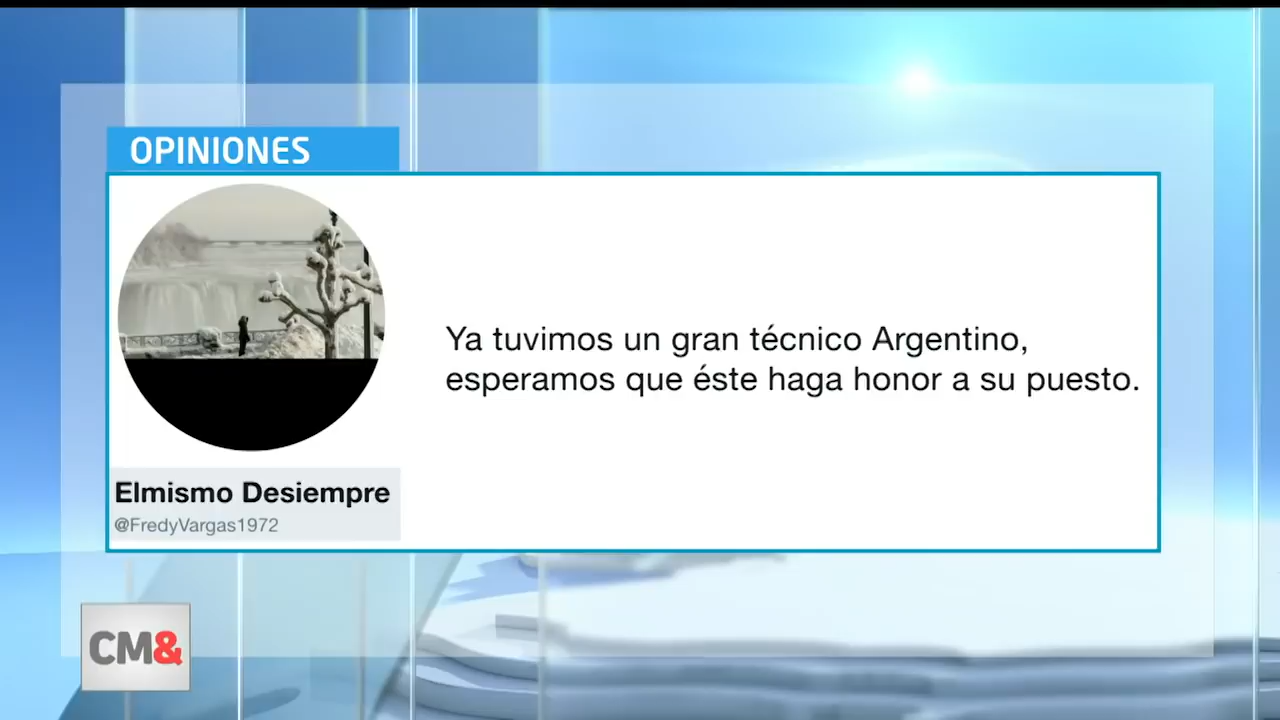 OPINIONES
Ya tuvimos un gran técnico Argentino,
esperamos que éste haga honor a su puesto.
Elmismo Desiempre
@FredyVargas1972
CM&